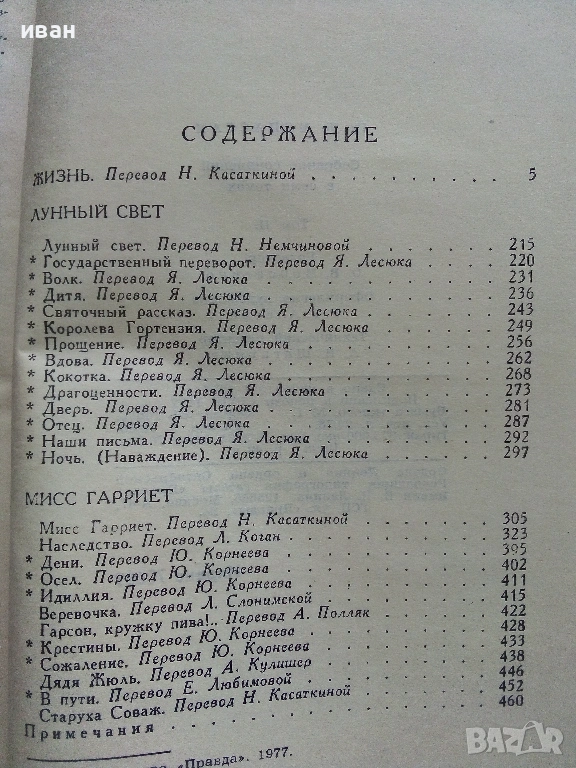 иван
СОДЕРЖАНИЕ
ЖИЗНЬ. Перевод Н. Касаткиной . . . . . . . . . . 5
ЛУННЫЙ СВЕТ
Лунный свет. Перевод Н. Немчиновой . . . . . . . 215
* Государственный переворот. Перевод Я. Лесюка . . . . 220
* Волк. Перевод Я. Лесюка . . . . . . . . . . 231
* Дитя. Перевод Я. Лесюка . . . . . . . . . . 236
* Святочный рассказ. Перевод Я. Лесюка . . . . . . 243
* Королева Гортензия. Перевод Я. Лесюка . . . . . . 249
* Прощение. Перевод Я. Лесюка . . . . . . . . . 256
* Вдова. Перевод Я. Лесюка . . . . . . . . . . 262
* Кокотка. Перевод Я. Лесюка . . . . . . . . . 268
* Драгоценности. Перевод Я. Лесюка . . . . . . . . 273
* Дверь. Перевод Я. Лесюка . . . . . . . . . . 281
* Отец. Перевод Я. Лесюка . . . . . . . . . . 287
* Наши письма. Перевод Я. Лесюка . . . . . . . . 292
* Ночь. (Наваждение). Перевод Я. Лесюка . . . . . . 297
МИСС ГАРРИЕТ
Мисс Гарриет. Перевод Н. Касаткиной . . . . . . . 305
Наследство. Перевод Л. Коган . . . . . . . . . 323
* Дени. Перевод Ю. Корнеева . . . . . . . . . . 395
* Осел. Перевод Ю. Корнеева . . . . . . . . . . 402
* Идиллия. Перевод Ю. Корнеева . . . . . . . . . 411
Веревочка. Перевод Л. Слонимской . . . . . . . . 415
Гарсон, кружку пива!.. Перевод А. Полляк . . . . . . 422
* Крестины. Перевод Ю. Корнеева . . . . . . . . . 428
* Сожаление. Перевод Ю. Корнеева . . . . . . . . 433
Дядя Жюль. Перевод А. Кулишер . . . . . . . . . 438
* В пути. Перевод Е. Любимовой . . . . . . . . . 446
Старуха Соваж. Перевод Н. Касаткиной . . . . . . . 452
Примечания . . . . . . . . . . . . . . . 460
«Правда». 1977.
BAZAR